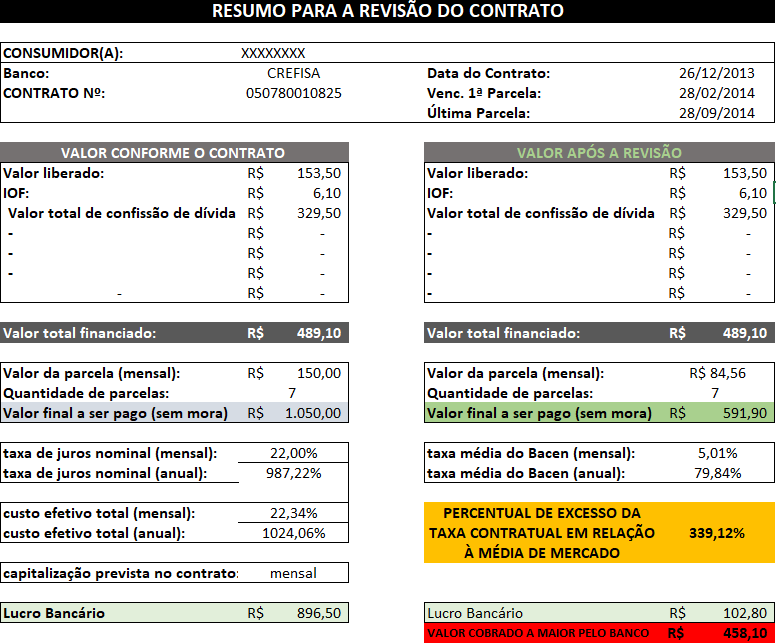 RESUMO PARA A REVISÃO DO CONTRATO
CONSUMIDOR(A): XXXXXXXX
Banco: CREFISA Data do Contrato: 26/12/2013
CONTRATO Nº: 050780010825 Venc. 1ª Parcela: 28/02/2014
Última Parcela: 28/09/2014
VALOR CONFORME O CONTRATO VALOR APÓS A REVISÃO
Valor liberado: R$ 153,50 Valor liberado: R$ 153,50
IOF: R$ 6,10 IOF: R$ 6,10
Valor total de confissão de dívida R$ 329,50 Valor total de confissão de dívida R$ 329,50
- R$ - - R$ -
- R$ - - R$ -
- R$ - - R$ -
- R$ - - R$ -
Valor total financiado: R$ 489,10 Valor total financiado: R$ 489,10
Valor da parcela (mensal): R$ 150,00 Valor da parcela (mensal): R$ 84,56
Quantidade de parcelas: 7 Quantidade de parcelas: 7
Valor final a ser pago (sem mora) R$ 1.050,00 Valor final a ser pago (sem mora) R$ 591,90
taxa de juros nominal (mensal): 22,00% taxa média do Bacen (mensal): 5,01%
taxa de juros nominal (anual): 987,22% taxa média do Bacen (anual): 79,84%
custo efetivo total (mensal): 22,34% PERCENTUAL DE EXCESSO DA
custo efetivo total (anual): 1024,06% TAXA CONTRATUAL EM RELAÇÃO 339,12%
À MÉDIA DE MERCADO
capitalização prevista no contrato: mensal
Lucro Bancário R$ 896,50 Lucro Bancário R$ 102,80
VALOR COBRADO A MAIOR PELO BANCO R$ 458,10